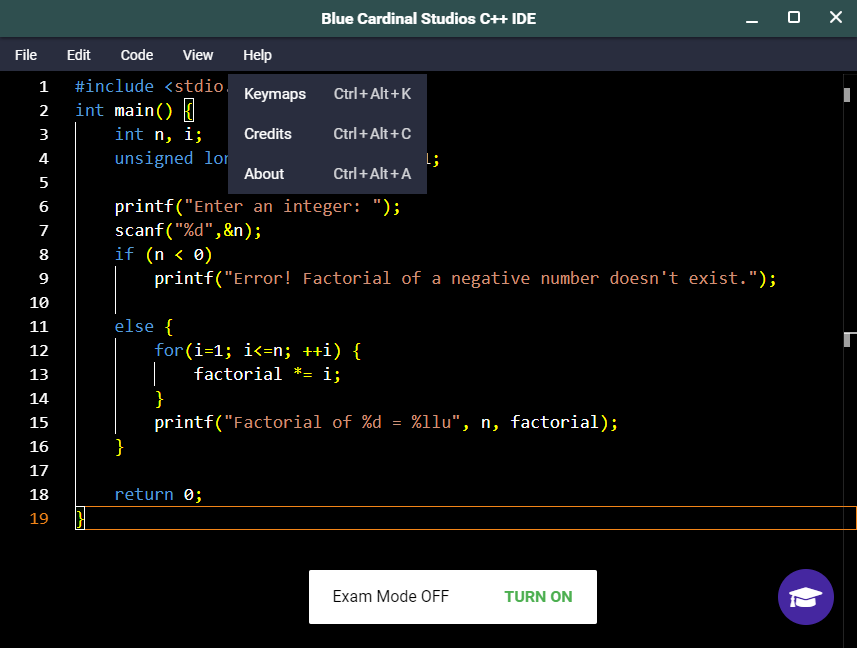 Blue Cardinal Studios C++ IDE
File Edit Code View Help
Keymaps Ctrl+Alt+K
Credits Ctrl+Alt+C
About Ctrl+Alt+A
1 #include <stdio.
2 int main() {
3 int n, i;
4 unsigned lon 1;
5
6 printf("Enter an integer: ");
7 scanf("%d",&n);
8 if (n < 0)
9 printf("Error! Factorial of a negative number doesn't exist.");
10
11 else {
12 for(i=1; i<=n; ++i) {
13 factorial *= i;
14 }
15 printf("Factorial of %d = %llu", n, factorial);
16 }
17
18 return 0;
19 }
Exam Mode OFF TURN ON